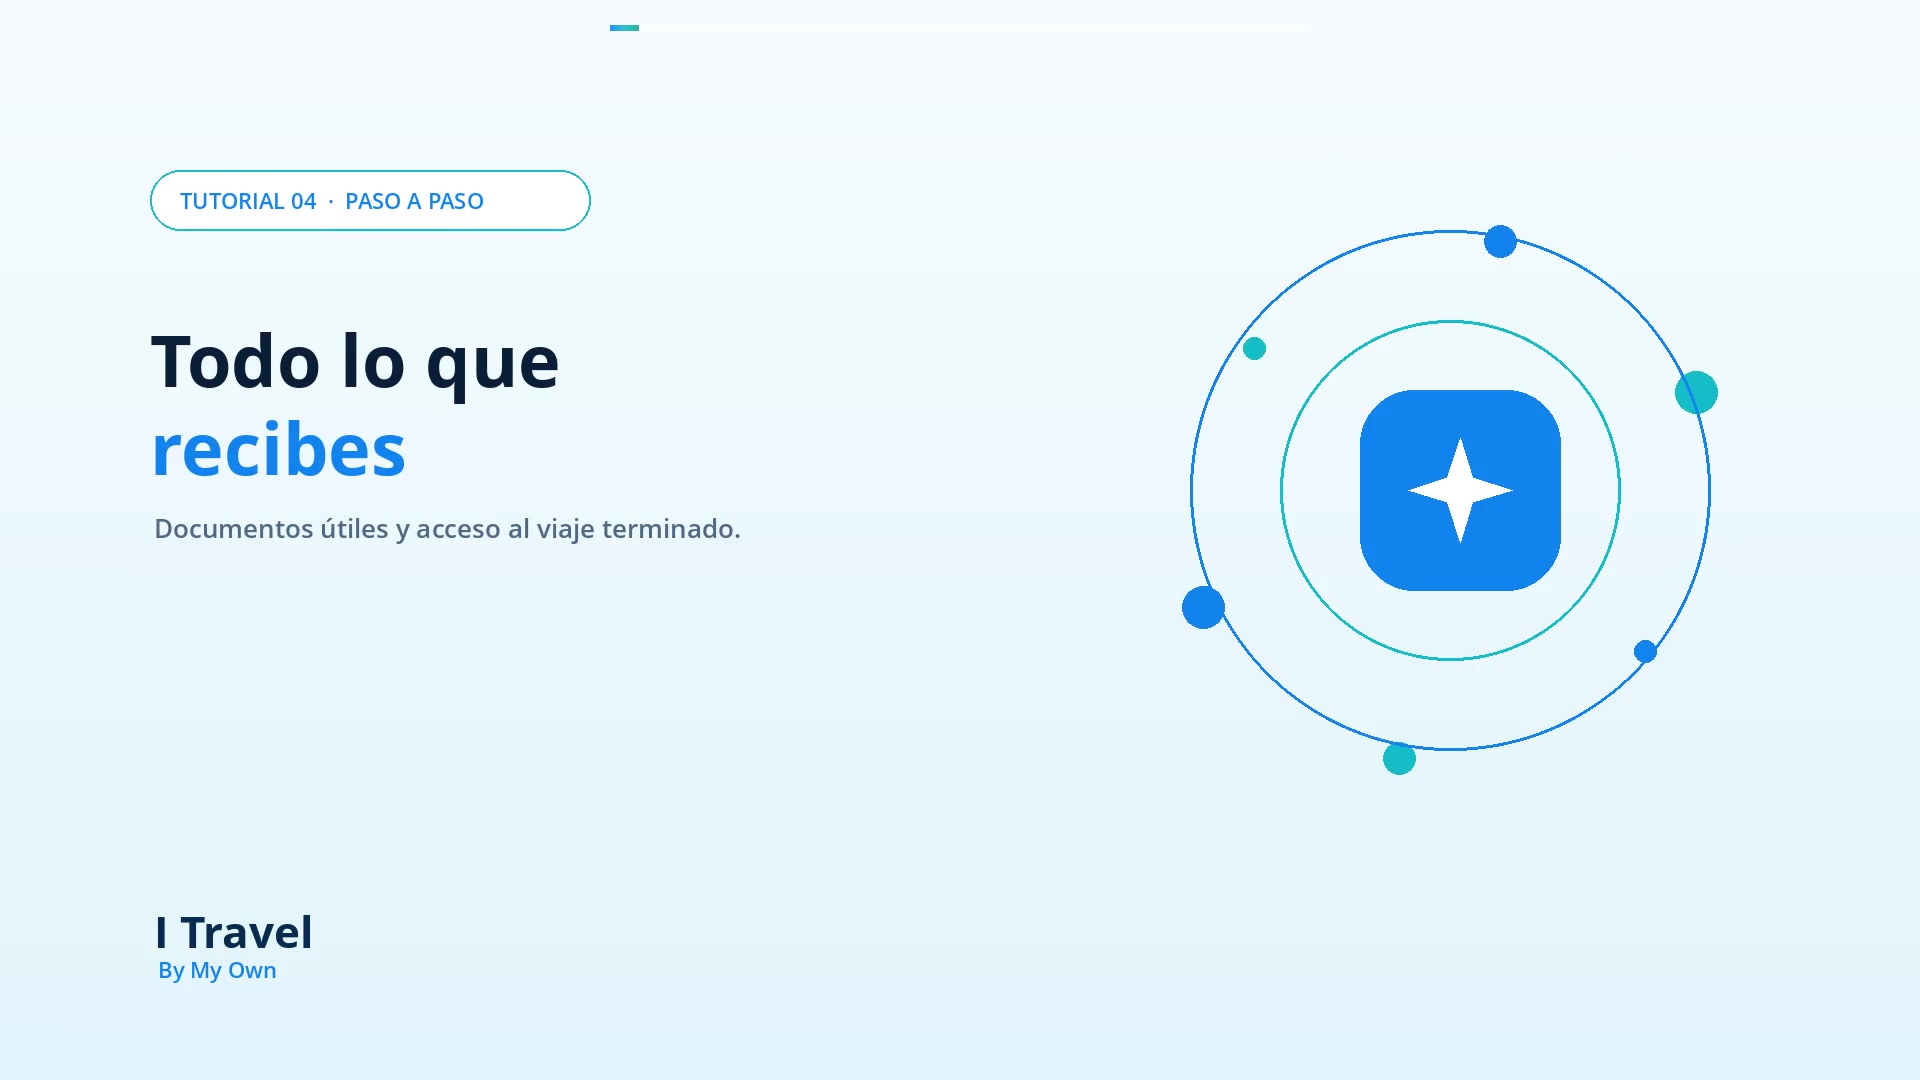 TUTORIAL 04 · PASO A PASO
Todo lo que
recibes
Documentos útiles y acceso al viaje terminado.
I Travel
By My Own